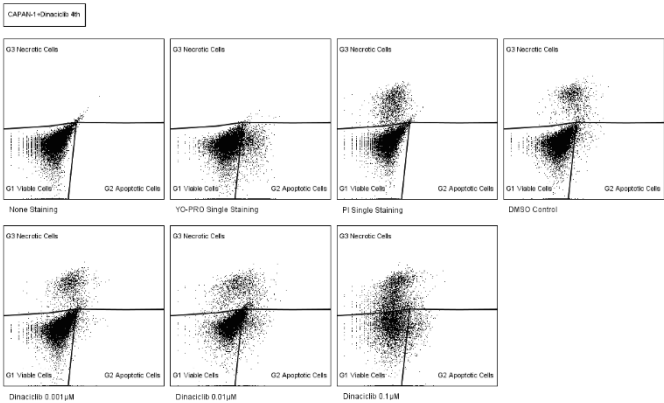 CAPAN-1+Dinaciclib 4th
G3 Necrotic Cells
G1 Viable Cells
G2 Apoptotic Cells
None Staining
G3 Necrotic Cells
G1 Viable Cells
G2 Apoptotic Cells
YO-PRO Single Staining
G3 Necrotic Cells
G1 Viable Cells
G2 Apoptotic Cells
PI Single Staining
G3 Necrotic Cells
G1 Viable Cells
G2 Apoptotic Cells
DMSO Control
G3 Necrotic Cells
G1 Viable Cells
G2 Apoptotic Cells
Dinaciclib 0.001μM
G3 Necrotic Cells
G1 Viable Cells
G2 Apoptotic Cells
Dinaciclib 0.01μM
G3 Necrotic Cells
G1 Viable Cells
G2 Apoptotic Cells
Dinaciclib 0.1μM